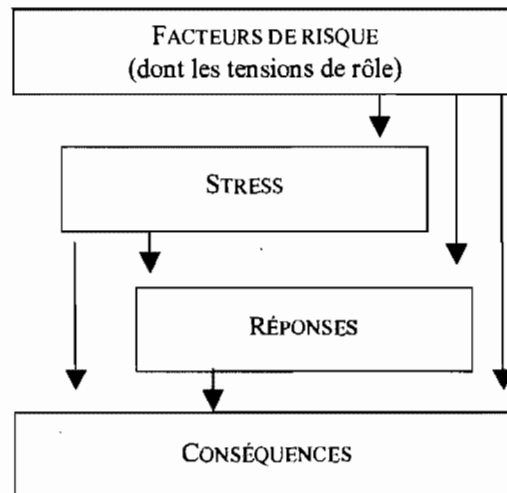 FACTEURS DE RISQUE
(dont les tensions de rôle)
STRESS
RÉPONSES
CONSÉQUENCES